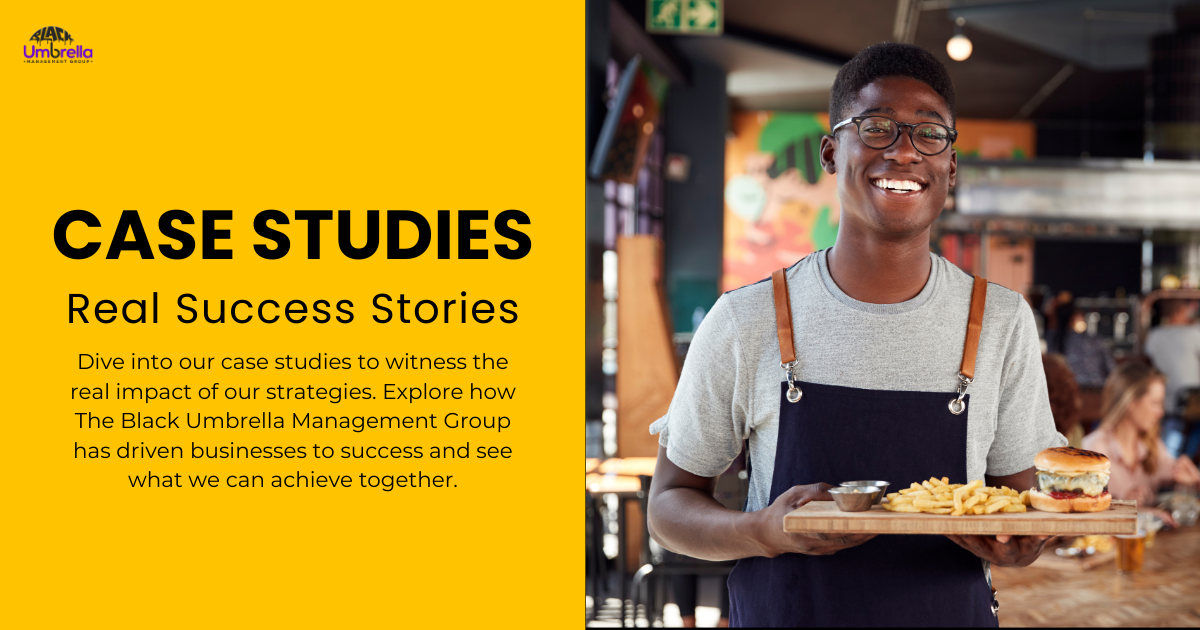 BLACK
Umbrella
MANAGEMENT GROUP
CASE STUDIES
Real Success Stories
Dive into our case studies to witness the
real impact of our strategies. Explore how
The Black Umbrella Management Group
has driven businesses to success and see
what we can achieve together.